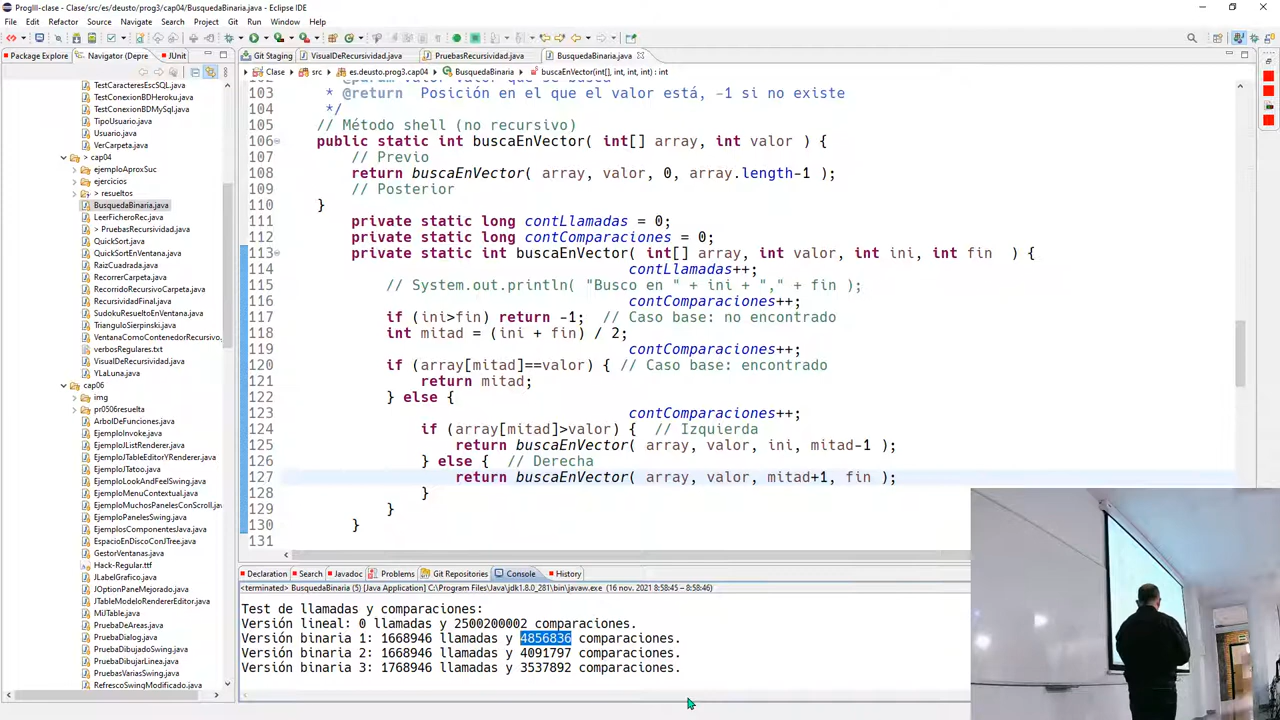 ProgIII-clase - Clase/src/es/deusto/prog3/cap04/BusquedaBinaria.java - Eclipse IDE
File Edit Refactor Source Navigate Search Project Git Run Window Help
Package Explore Navigator (Depre JUnit
Git Staging VisualDeRecursividad.java PruebasRecursividad.java BusquedaBinaria.java
Clase src es.deusto.prog3.cap04 BusquedaBinaria buscaEnVector(int[], int, int, int) : int
TestCaracteresEscSQL.java
TestConexionBDHeroku.java
TestConexionBDMySql.java
TipoUsuario.java
Usuario.java
VerCarpeta.java
> cap04
ejemploAproxSuc
ejercicios
> resueltos
BusquedaBinaria.java
LeerFicheroRec.java
> PruebasRecursividad.java
QuickSort.java
QuickSortEnVentana.java
RaizCuadrada.java
RecorrerCarpeta.java
RecorridoRecursivoCarpeta.java
RecursividadFinal.java
SudokuResueltoEnVentana.java
TrianguloSierpinski.java
VentanaComoContenedorRecursivo.
verbosRegulares.txt
VisualDeRecursividad.java
YLaLuna.java
cap06
img
pr0506resuelta
ArbolDeFunciones.java
EjemploInvoke.java
EjemploJListRenderer.java
EjemploJTableEditorYRenderer.java
EjemploJTatoo.java
EjemploLookAndFeelSwing.java
EjemploMenuContextual.java
EjemploMuchosPanelesConScroll.java
EjemploPanelesSwing.java
EjemplosComponentesJava.java
EspacioEnDiscoConJTree.java
GestorVentanas.java
Hack-Regular.ttf
JLabelGrafico.java
JOptionPaneMejorado.java
JTableModeloRendererEditor.java
MiJTable.java
PruebaDeAreas.java
PruebaDialog.java
PruebaDibujadoSwing.java
PruebaDibujarLinea.java
PruebasVariasSwing.java
RefrescoSwingModificado.java
103 * @return Posición en el que el valor está, -1 si no existe
104 */
105 // Método shell (no recursivo)
106 public static int buscaEnVector( int[] array, int valor ) {
107 // Previo
108 return buscaEnVector( array, valor, 0, array.length-1 );
109 // Posterior
110 }
111 private static long contLlamadas = 0;
112 private static long contComparaciones = 0;
113 private static int buscaEnVector( int[] array, int valor, int ini, int fin ) {
114 contLlamadas++;
115 // System.out.println( "Busco en " + ini + "," + fin );
116 contComparaciones++;
117 if (ini>fin) return -1; // Caso base: no encontrado
118 int mitad = (ini + fin) / 2;
119 contComparaciones++;
120 if (array[mitad]==valor) { // Caso base: encontrado
121 return mitad;
122 } else {
123 contComparaciones++;
124 if (array[mitad]>valor) { // Izquierda
125 return buscaEnVector( array, valor, ini, mitad-1 );
126 } else { // Derecha
127 return buscaEnVector( array, valor, mitad+1, fin );
128 }
129 }
130 }
131
Declaration Search Javadoc Problems Git Repositories Console History
<terminated> BusquedaBinaria (5) [Java Application] C:\Program Files\Java\jdk1.8.0_281\bin\javaw.exe (16 nov. 2021 8:58:45 – 8:58:46)
Test de llamadas y comparaciones:
Versión lineal: 0 llamadas y 2500200002 comparaciones.
Versión binaria 1: 1668946 llamadas y 4856836 comparaciones.
Versión binaria 2: 1668946 llamadas y 4091797 comparaciones.
Versión binaria 3: 1768946 llamadas y 3537892 comparaciones.